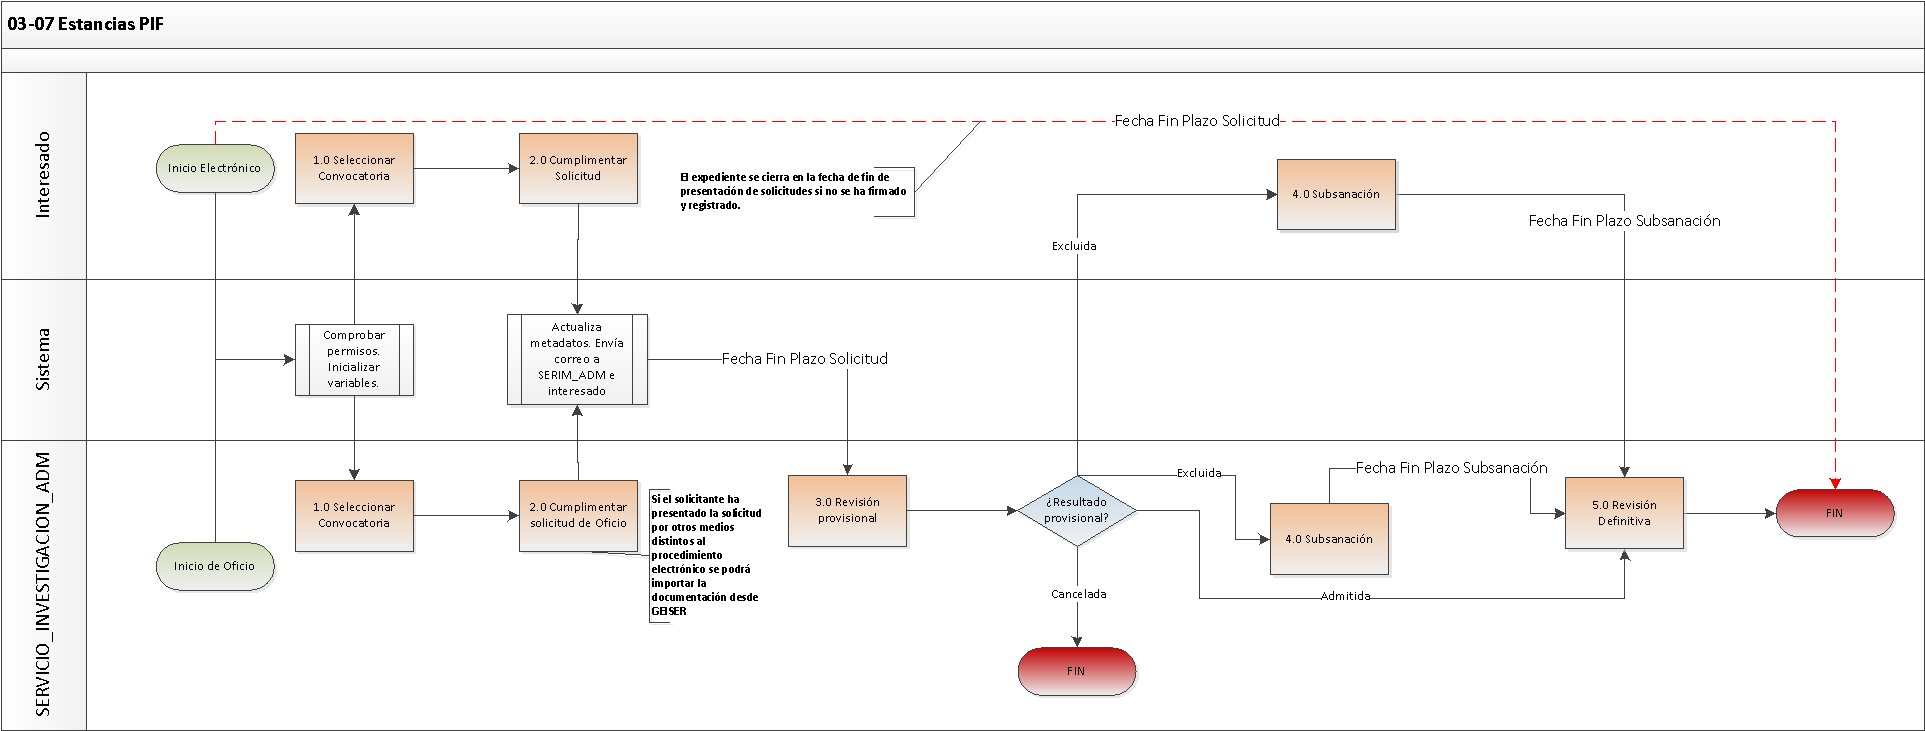 03-07 Estancias PIF
Interesado
Inicio Electrónico
1.0 Seleccionar
Convocatoria
2.0 Cumplimentar
Solicitud
El expediente se cierra en la fecha de fin de
presentación de solicitudes si no se ha firmado
y registrado.
Fecha Fin Plazo Solicitud
Excluida
4.0 Subsanación
Fecha Fin Plazo Subsanación
Sistema
Comprobar
permisos.
Inicializar
variables.
Actualiza
metadatos. Envía
correo a
SERIM_ADM e
interesado
Fecha Fin Plazo Solicitud
SERVICIO_INVESTIGACION_ADM
Inicio de Oficio
1.0 Seleccionar
Convocatoria
2.0 Cumplimentar
solicitud de Oficio
Si el solicitante ha
presentado la solicitud
por otros medios
distintos al
procedimiento
electrónico se podrá
importar la
documentación desde
GEISER
3.0 Revisión
provisional
¿Resultado
provisional?
Excluida
4.0 Subsanación
Fecha Fin Plazo Subsanación
Admitida
Cancelada
FIN
5.0 Revisión
Definitiva
FIN